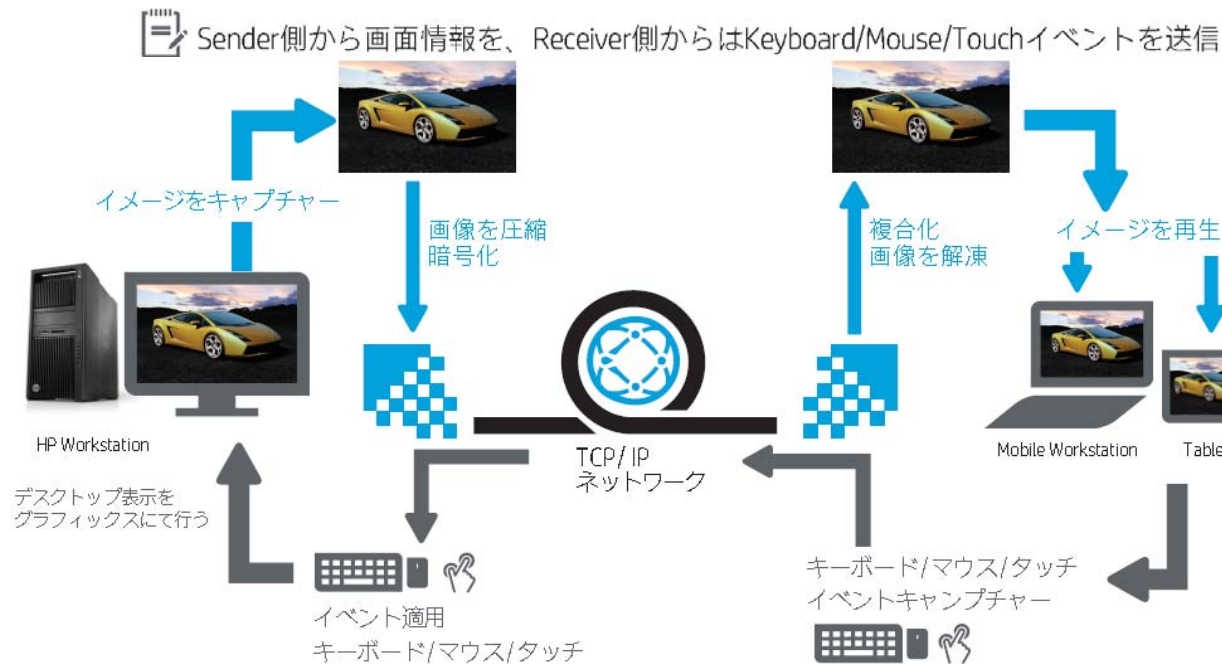 Sender側から画面情報を、Receiver側からはKeyboard/Mouse/Touchイベントを送信
イメージをキャプチャー
画像を圧縮
暗号化
複合化
画像を解凍
イメージを再生
HP Workstation
デスクトップ表示を
グラフィックスにて行う
TCP/IP
ネットワーク
Mobile Workstation
Table
イベント適用
キーボード/マウス/タッチ
キーボード/マウス/タッチ
イベントキャンプチャー